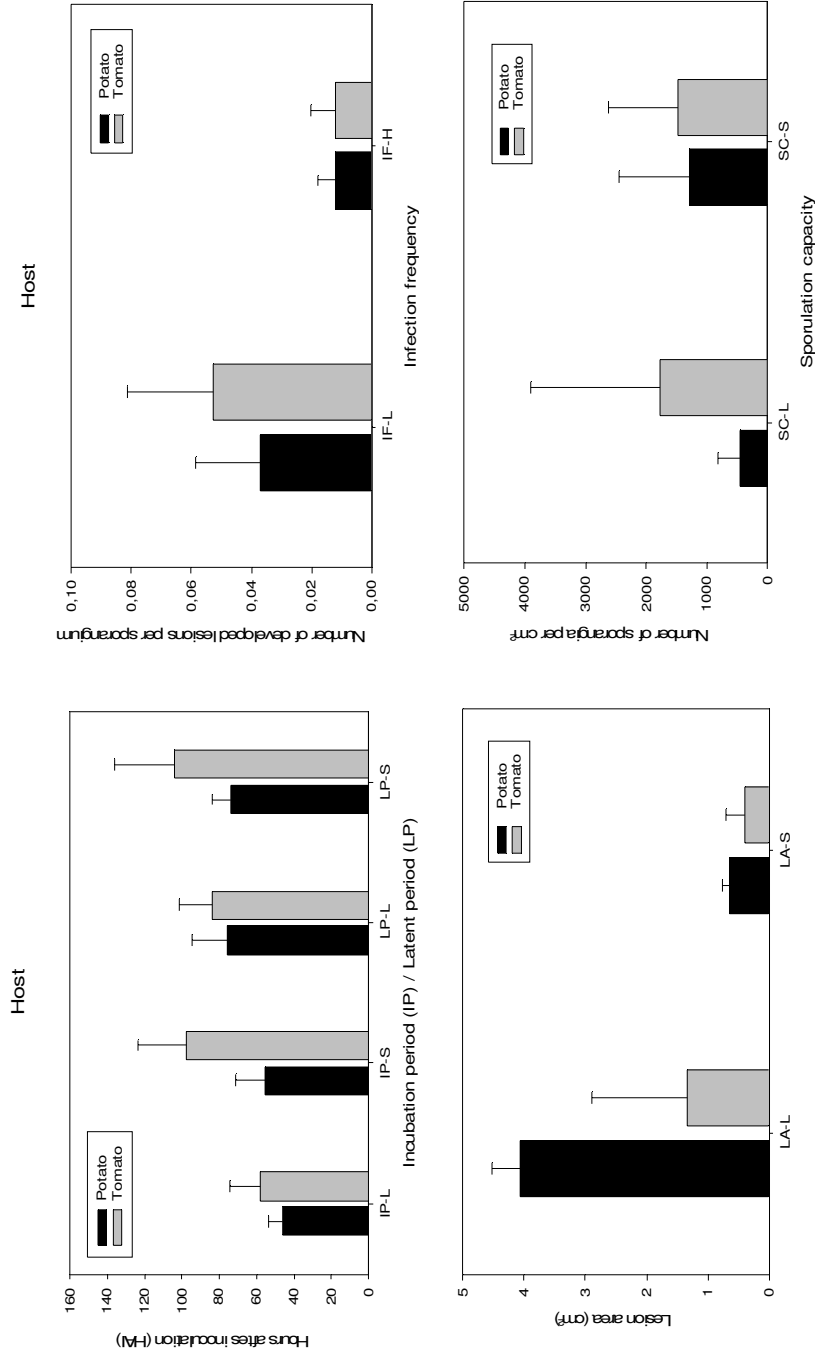 Host
Potato
Tomato
160
140
120
100
80
60
40
20
0
Hours aftes inoculation (HAI)
IP-L
IP-S
LP-L
LP-S
Incubation period (IP) / Latent period (LP)
Host
Potato
Tomato
0,10
0,08
0,06
0,04
0,02
0,00
Number of developed lesions per sporangium
IF-L
IF-H
Infection frequency
Potato
Tomato
5
4
3
2
1
0
Lesion area (cm²)
LA-L
LA-S
Potato
Tomato
5000
4000
3000
2000
1000
0
Number of sporangia per cm²
SC-L
SC-S
Sporulation capacity